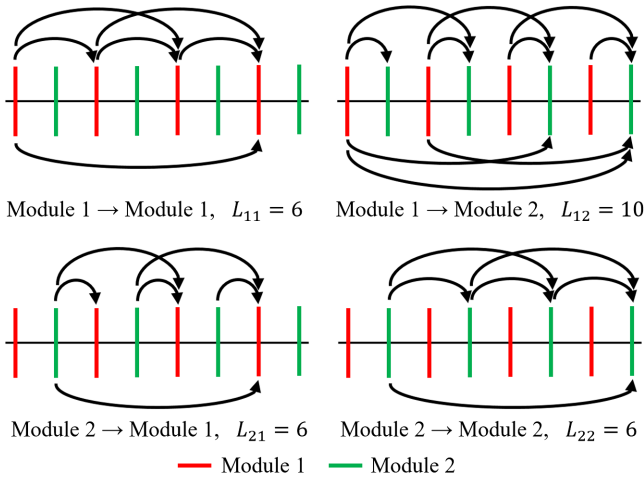 Module 1 → Module 1, L₁₁ = 6
Module 1 → Module 2, L₁₂ = 10
Module 2 → Module 1, L₂₁ = 6
Module 2 → Module 2, L₂₂ = 6
Module 1
Module 2